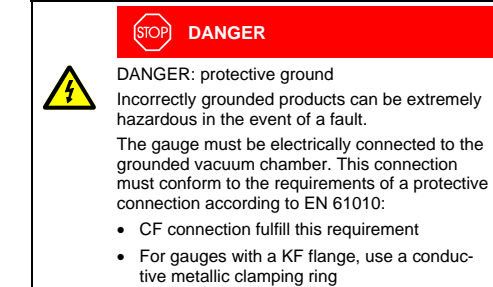 STOP DANGER
DANGER: protective ground
Incorrectly grounded products can be extremely
hazardous in the event of a fault.
The gauge must be electrically connected to the
grounded vacuum chamber. This connection
must conform to the requirements of a protective
connection according to EN 61010:
• CF connection fulfill this requirement
• For gauges with a KF flange, use a conduc-
tive metallic clamping ring